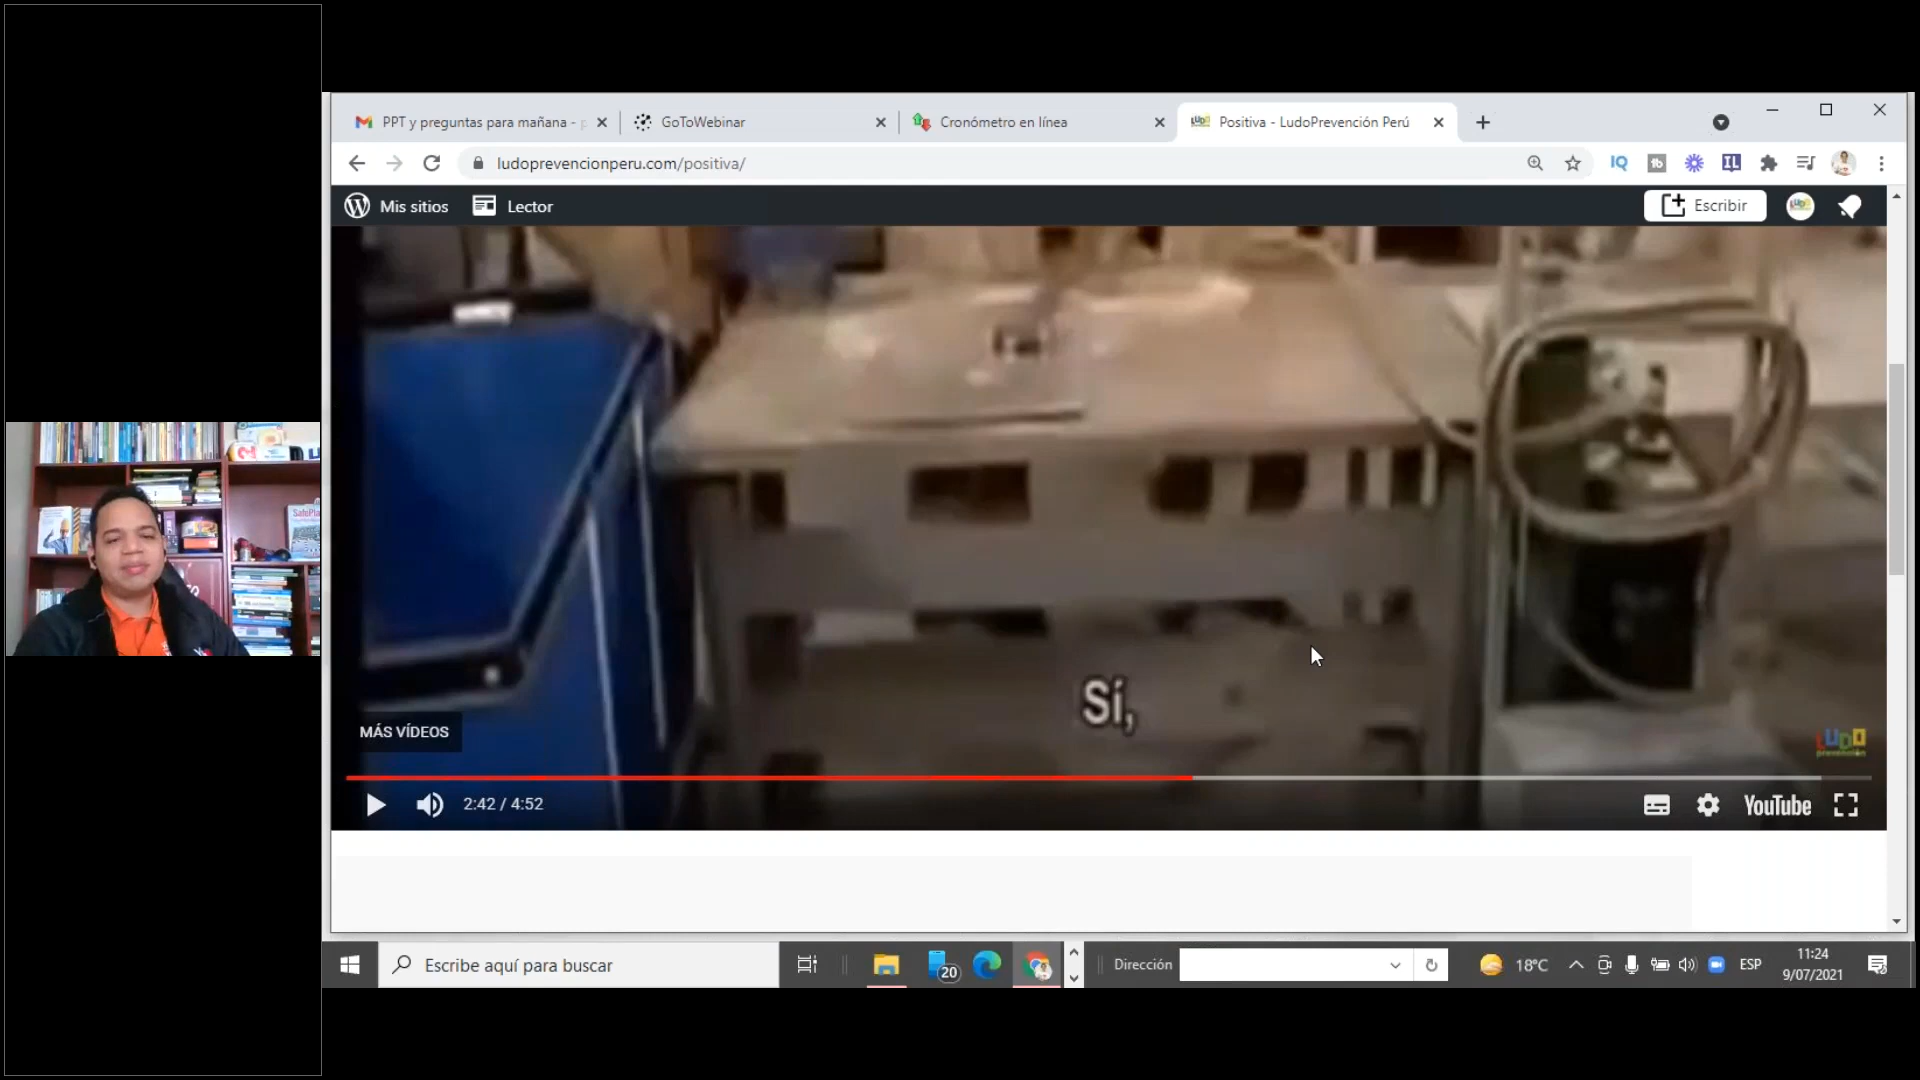 PPT y preguntas para mañana - p
GoToWebinar
Cronómetro en línea
Positiva - LudoPrevención Perú
ludoprevencionperu.com/positiva/
Mis sitios
Lector
Escribir
Sí,
MÁS VÍDEOS
LUDO
prevención
2:42 / 4:52
YouTube
Escribe aquí para buscar
20
Dirección
18°C
ESP
11:24
9/07/2021